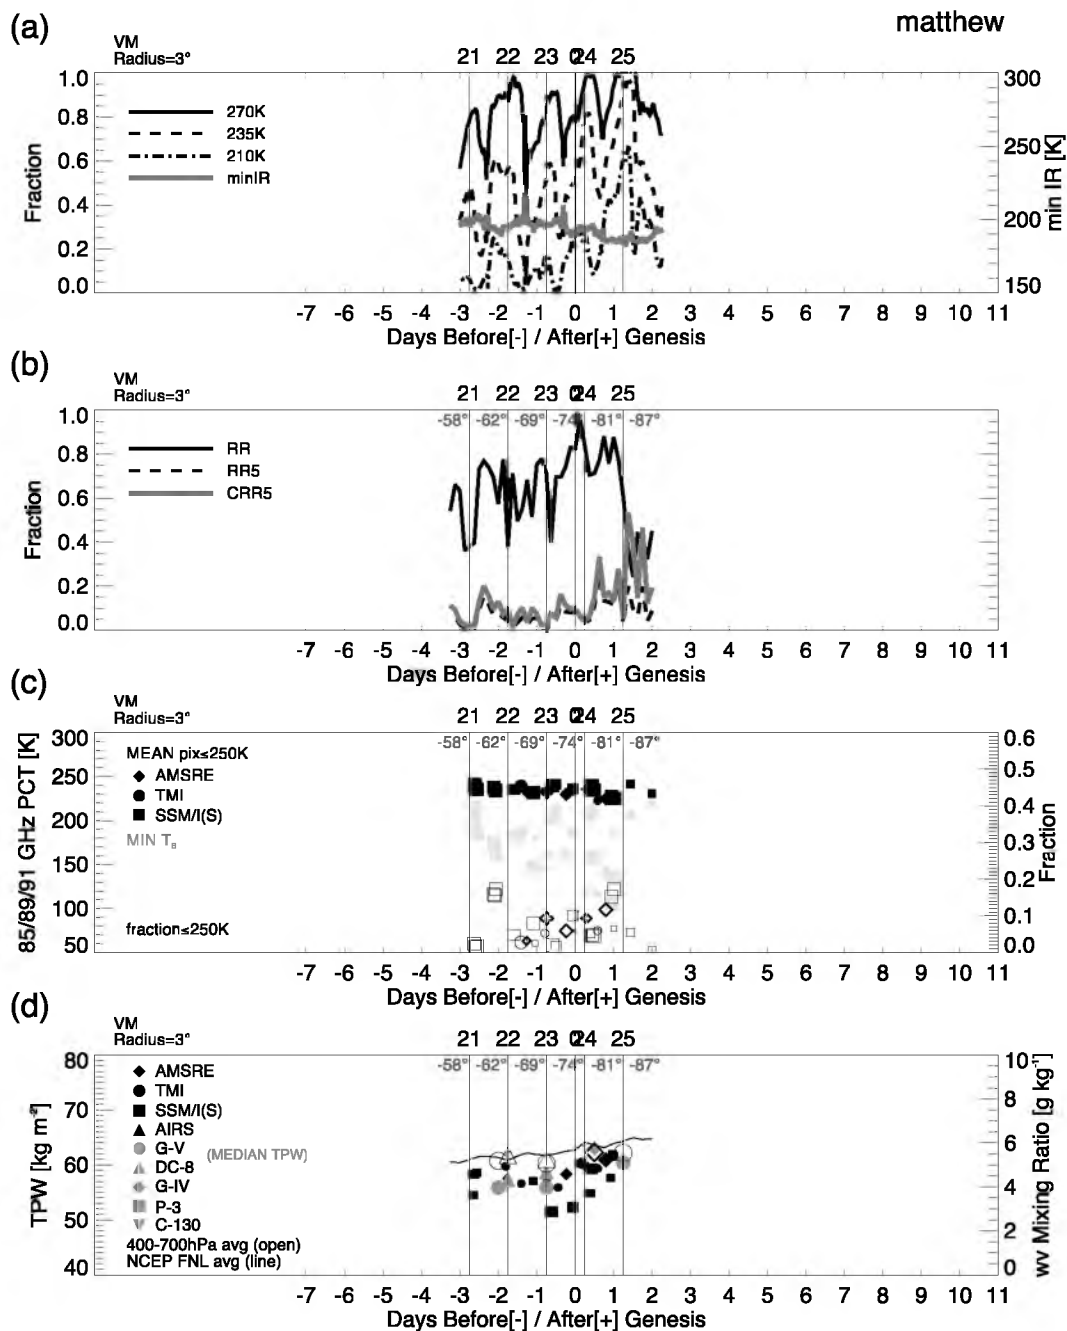 (a)
matthew
VM
Radius=3°
21 22 23 0 24 25
1.0 300
270K
0.8
235K
250
210K
0.6
minIR
0.4
200
0.2
0.0 150
Fraction
min IR [K]
-7 -6 -5 -4 -3 -2 -1 0 1 2 3 4 5 6 7 8 9 10 11
Days Before[-] / After[+] Genesis
(b)
VM
Radius=3°
21 22 23 0 24 25
1.0
-58° -62° -69° -74° -81° -87°
RR
0.8
RR5
CRR5
0.6
0.4
0.2
0.0
Fraction
-7 -6 -5 -4 -3 -2 -1 0 1 2 3 4 5 6 7 8 9 10 11
Days Before[-] / After[+] Genesis
(c)
VM
Radius=3°
21 22 23 0 24 25
300 0.6
-58° -62° -69° -74° -81° -87°
MEAN pix≤250K
250 AMSRE 0.5
TMI
SSM/I(S) 0.4
200
MIN T₈ 0.3
150
0.2
100
fraction≤250K 0.1
50 0.0
85/89/91 GHz PCT [K]
Fraction
-7 -6 -5 -4 -3 -2 -1 0 1 2 3 4 5 6 7 8 9 10 11
Days Before[-] / After[+] Genesis
(d)
VM
Radius=3°
21 22 23 0 24 25
80 10
-58° -62° -69° -74° -81° -87°
AMSRE
TMI
8
70 SSM/I(S)
AIRS
G-V
(MEDIAN TPW)
6
60 DC-8
G-IV
4
P-3
50 C-130
2
400-700hPa avg (open)
NCEP FNL avg (line)
40 0
TPW [kg m⁻²]
wv Mixing Ratio [g kg⁻¹]
-7 -6 -5 -4 -3 -2 -1 0 1 2 3 4 5 6 7 8 9 10 11
Days Before[-] / After[+] Genesis